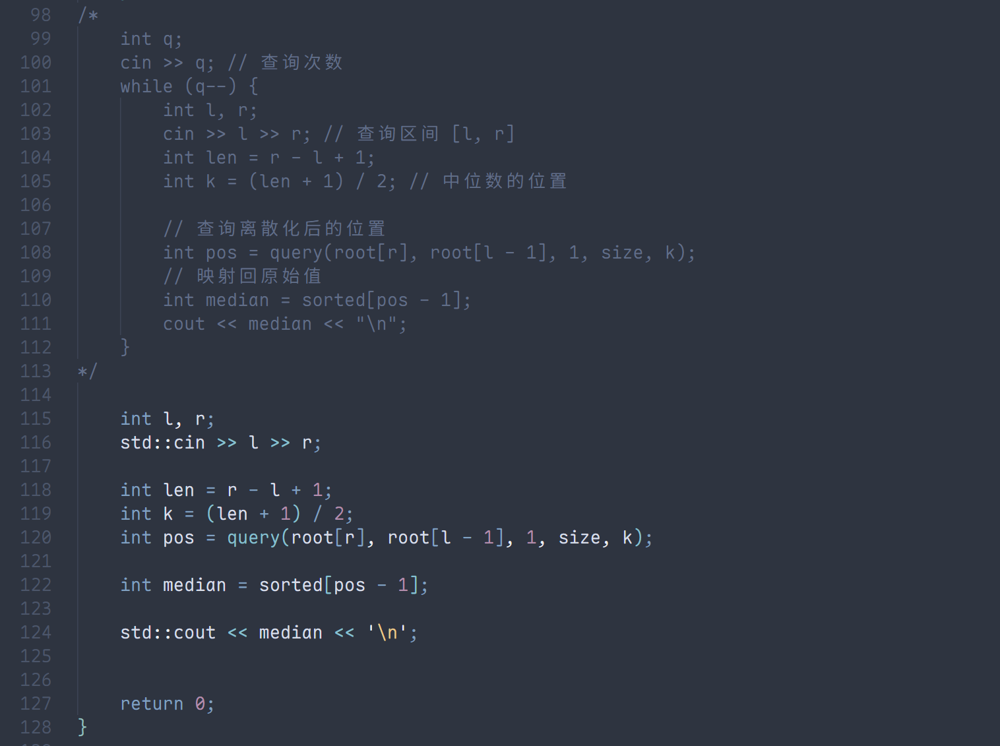 98 /*
99 int q;
100 cin >> q; // 查询次数
101 while (q--) {
102 int l, r;
103 cin >> l >> r; // 查询区间 [l, r]
104 int len = r - l + 1;
105 int k = (len + 1) / 2; // 中位数的位置
106
107 // 查询离散化后的位置
108 int pos = query(root[r], root[l - 1], 1, size, k);
109 // 映射回原始值
110 int median = sorted[pos - 1];
111 cout << median << "\n";
112 }
113 */
114
115 int l, r;
116 std::cin >> l >> r;
117
118 int len = r - l + 1;
119 int k = (len + 1) / 2;
120 int pos = query(root[r], root[l - 1], 1, size, k);
121
122 int median = sorted[pos - 1];
123
124 std::cout << median << '\n';
125
126
127 return 0;
128 }